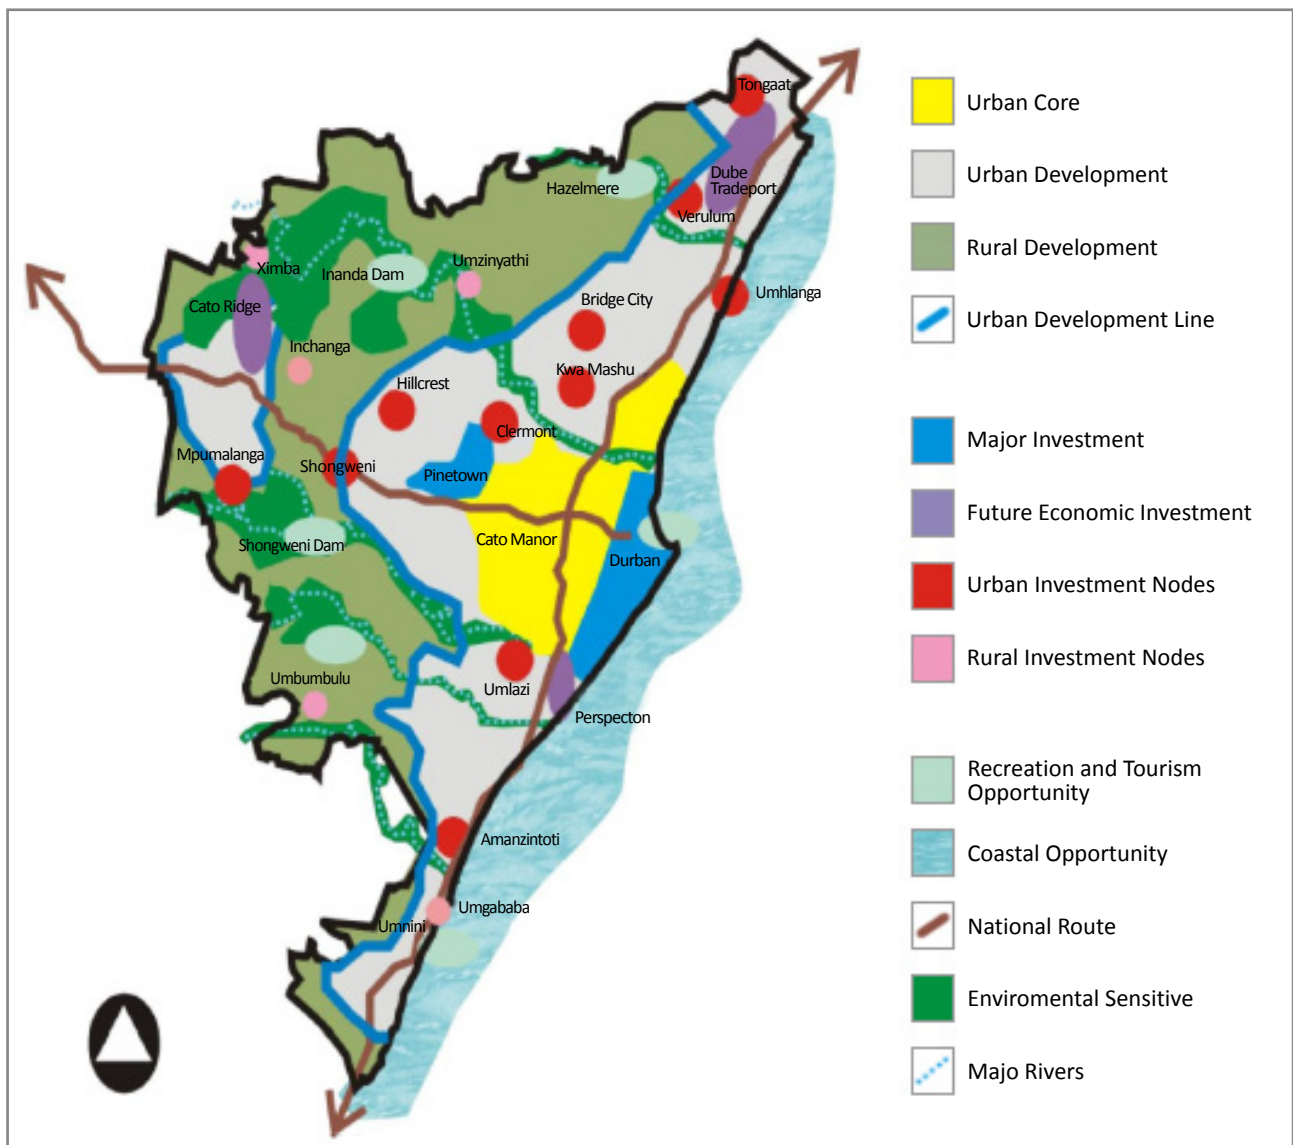 Tongaat
Dube
Tradeport
Hazelmere
Verulum
Ximba
Inanda Dam
Umzinyathi
Umhlanga
Cato Ridge
Bridge City
Inchanga
Kwa Mashu
Hillcrest
Clermont
Mpumalanga
Shongweni
Pinetown
Shongweni Dam
Cato Manor
Durban
Umbumbulu
Umlazi
Perspecton
Amanzintoti
Umgababa
Umnini
Urban Core
Urban Development
Rural Development
Urban Development Line
Major Investment
Future Economic Investment
Urban Investment Nodes
Rural Investment Nodes
Recreation and Tourism
Opportunity
Coastal Opportunity
National Route
Enviromental Sensitive
Majo Rivers